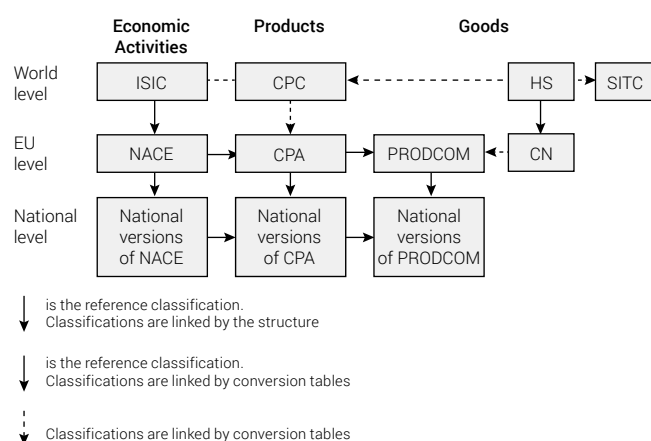 Economic
Activities
Products
Goods
World
level
ISIC
CPC
HS
SITC
EU
level
NACE
CPA
PRODCOM
CN
National
level
National
versions
of NACE
National
versions
of CPA
National
versions
of PRODCOM
is the reference classification.
Classifications are linked by the structure
is the reference classification.
Classifications are linked by conversion tables
Classifications are linked by conversion tables